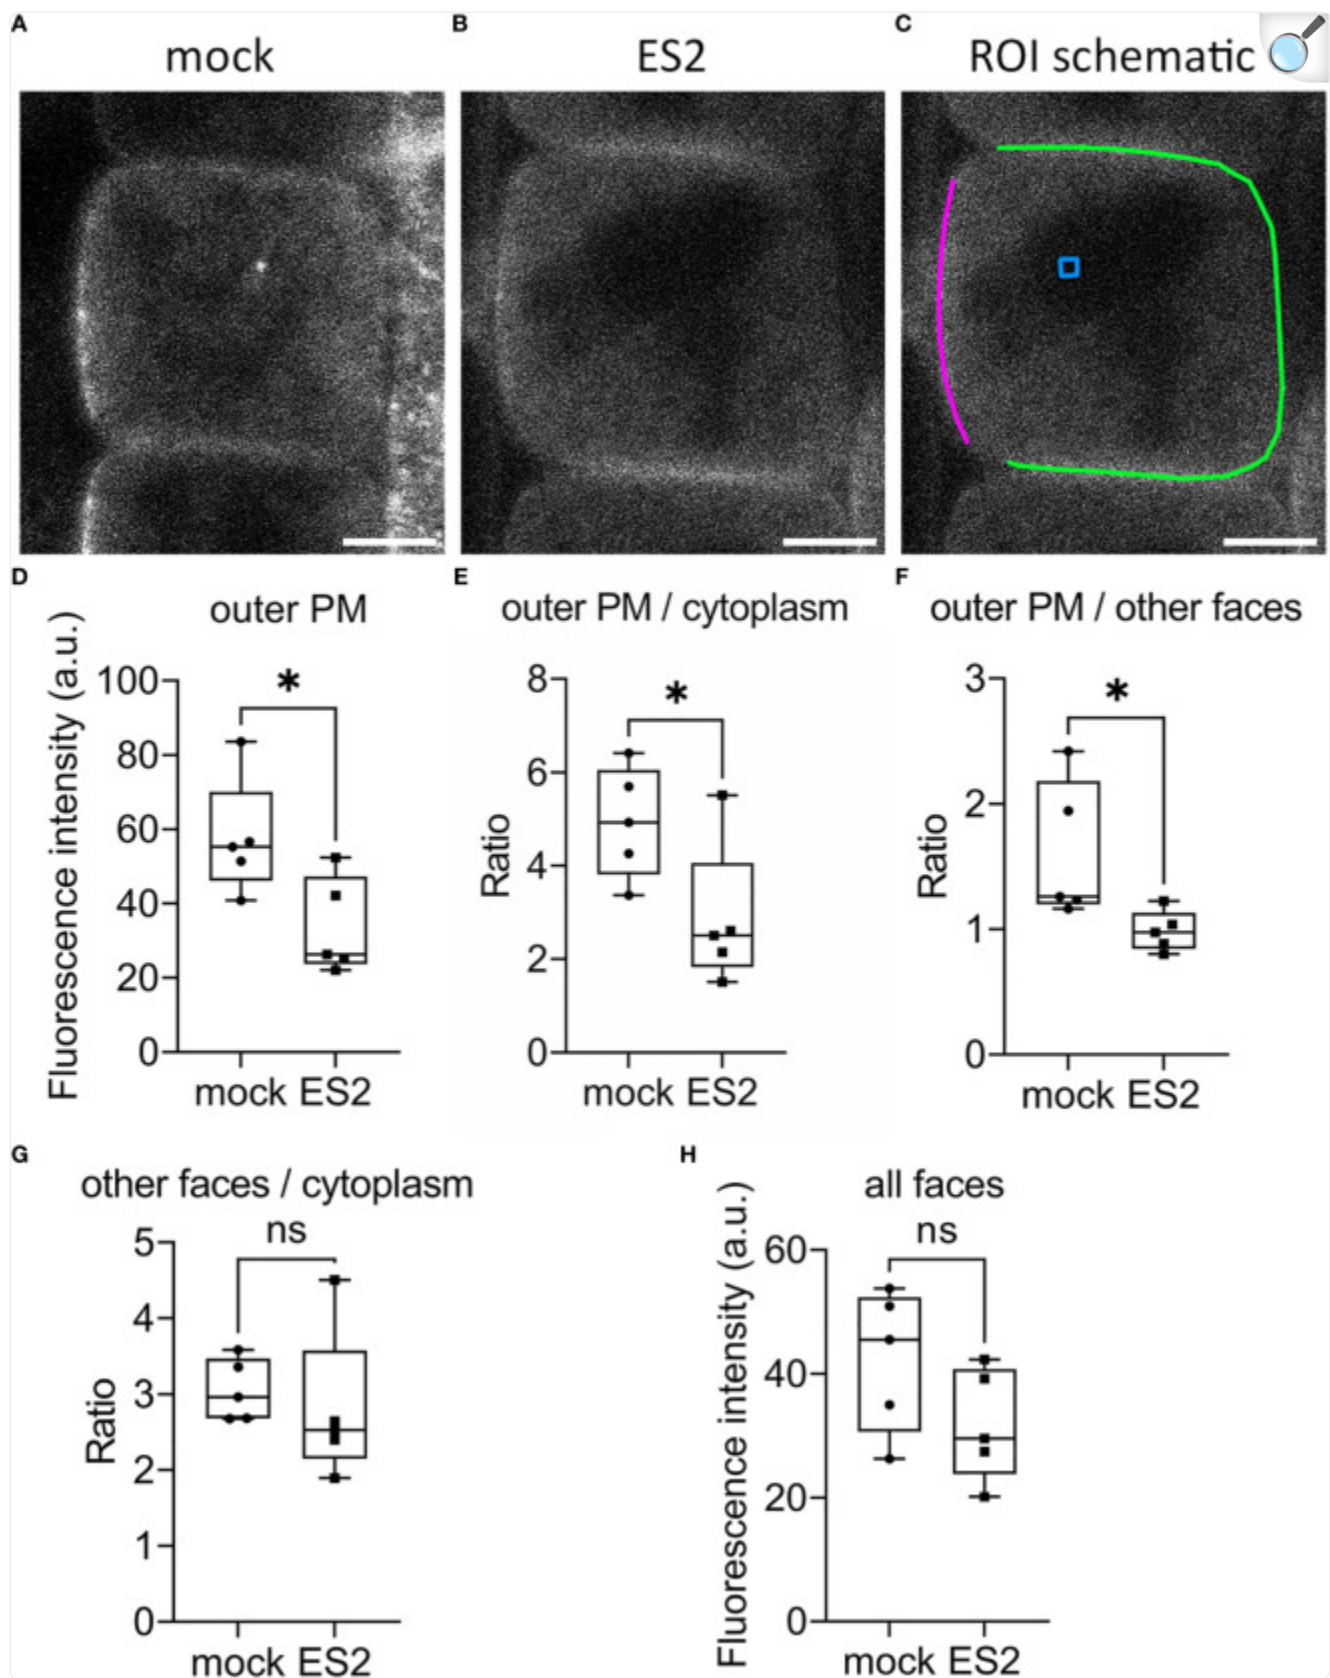 A
mock
B
ES2
C
ROI schematic
D
outer PM
Fluorescence intensity (a.u.)
100
80
60
40
20
0
*
mock ES2
E
outer PM / cytoplasm
Ratio
8
6
4
2
0
*
mock ES2
F
outer PM / other faces
Ratio
3
2
1
0
*
mock ES2
G
other faces / cytoplasm
ns
Ratio
5
4
3
2
1
0
mock ES2
H
all faces
ns
Fluorescence intensity (a.u.)
60
40
20
0
mock ES2